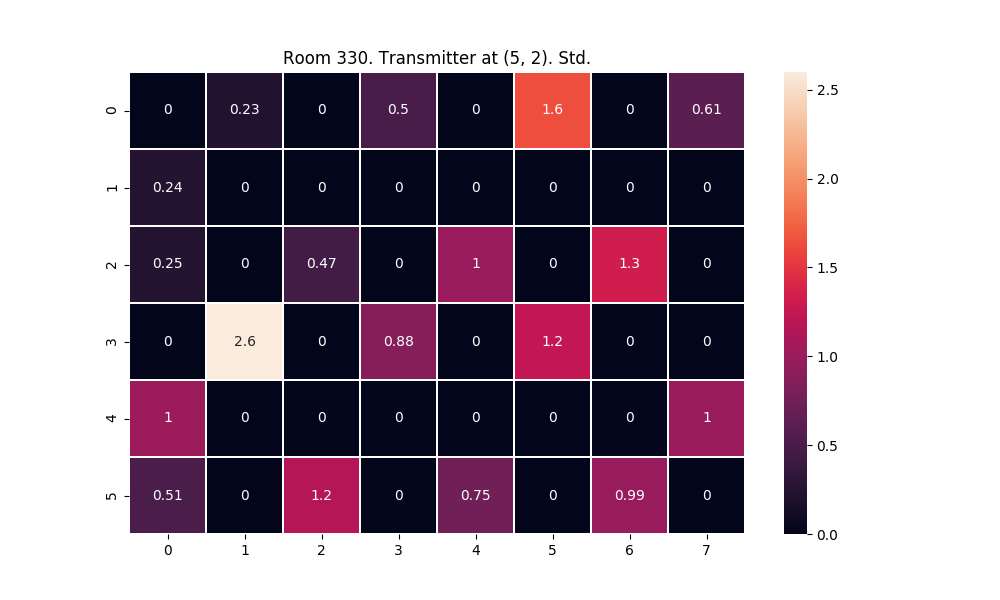 Room 330. Transmitter at (5, 2). Std.
0 0 0.23 0 0.5 0 1.6 0 0.61
1 0.24 0 0 0 0 0 0 0
2 0.25 0 0.47 0 1 0 1.3 0
3 0 2.6 0 0.88 0 1.2 0 0
4 1 0 0 0 0 0 0 1
5 0.51 0 1.2 0 0.75 0 0.99 0
0 1 2 3 4 5 6 7
2.5
2.0
1.5
1.0
0.5
0.0